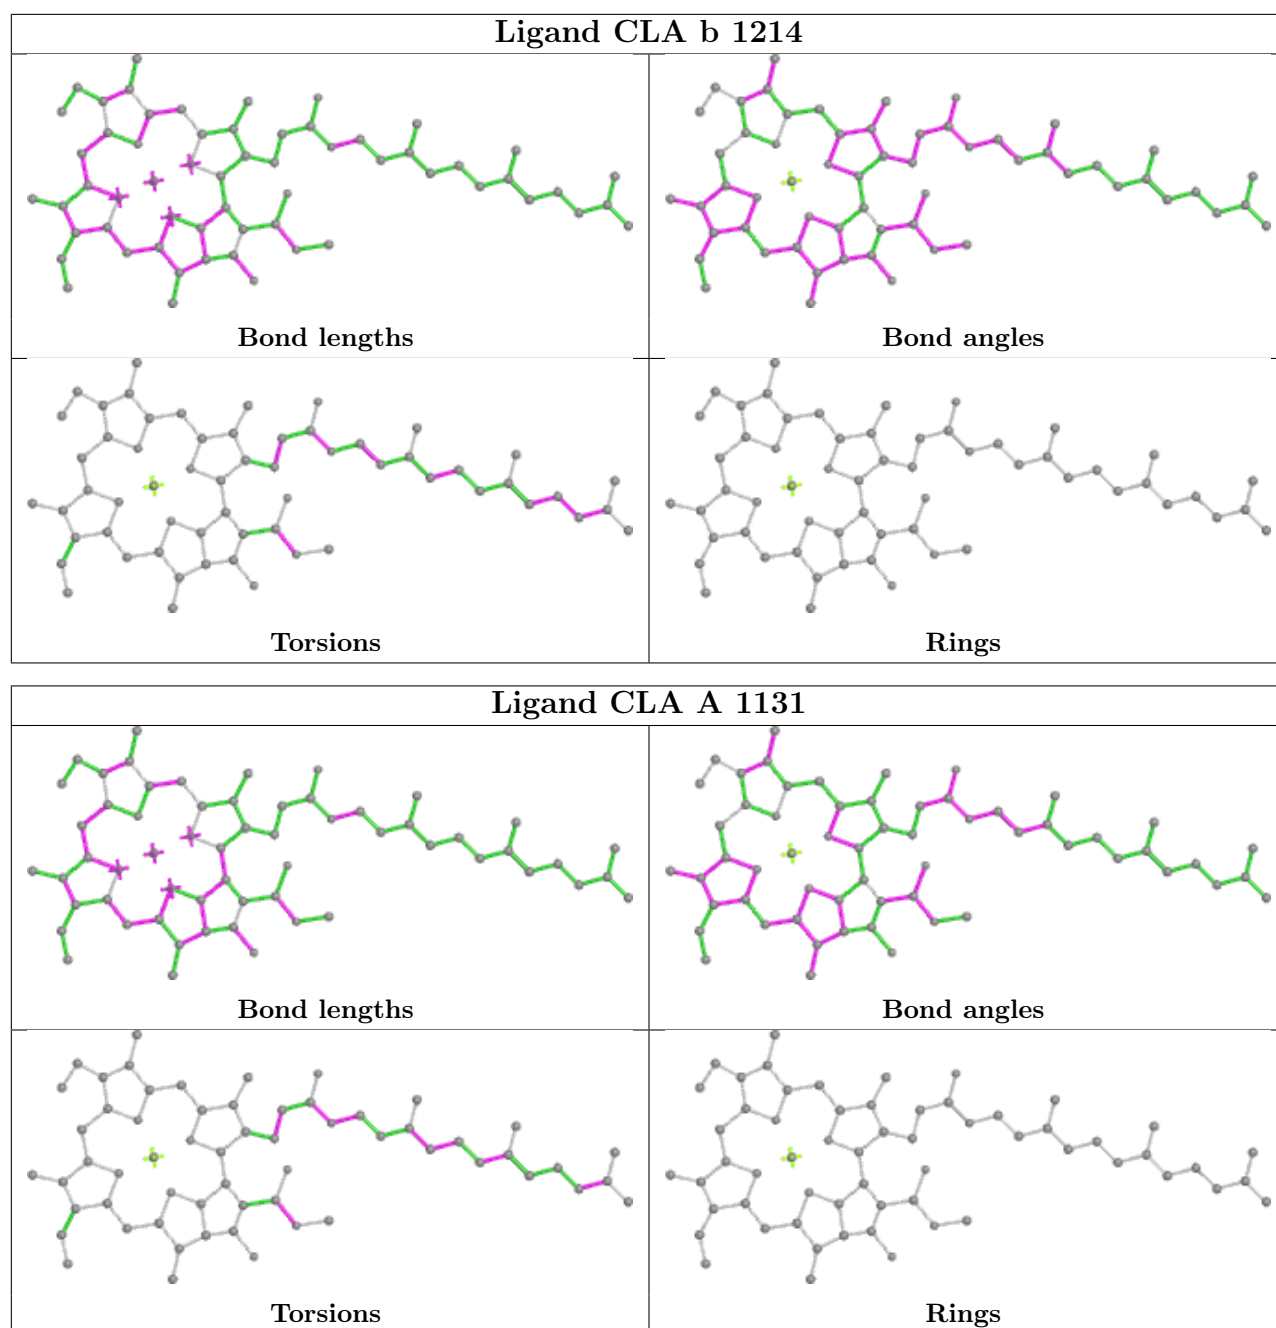 Ligand CLA b 1214
Bond lengths
Bond angles
Torsions
Rings
Ligand CLA A 1131
Bond lengths
Bond angles
Torsions
Rings